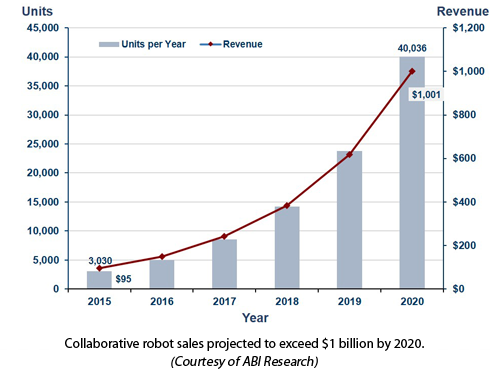 Units Revenue
45,000 $1,200
Units per Year Revenue
40,036
40,000
35,000 $1,000
$1,001
30,000 $800
25,000
$600
20,000
15,000 $400
10,000
$200
5,000 3,030
$95
0 $0
2015 2016 2017 2018 2019 2020
Year
Collaborative robot sales projected to exceed $1 billion by 2020.
(Courtesy of ABI Research)